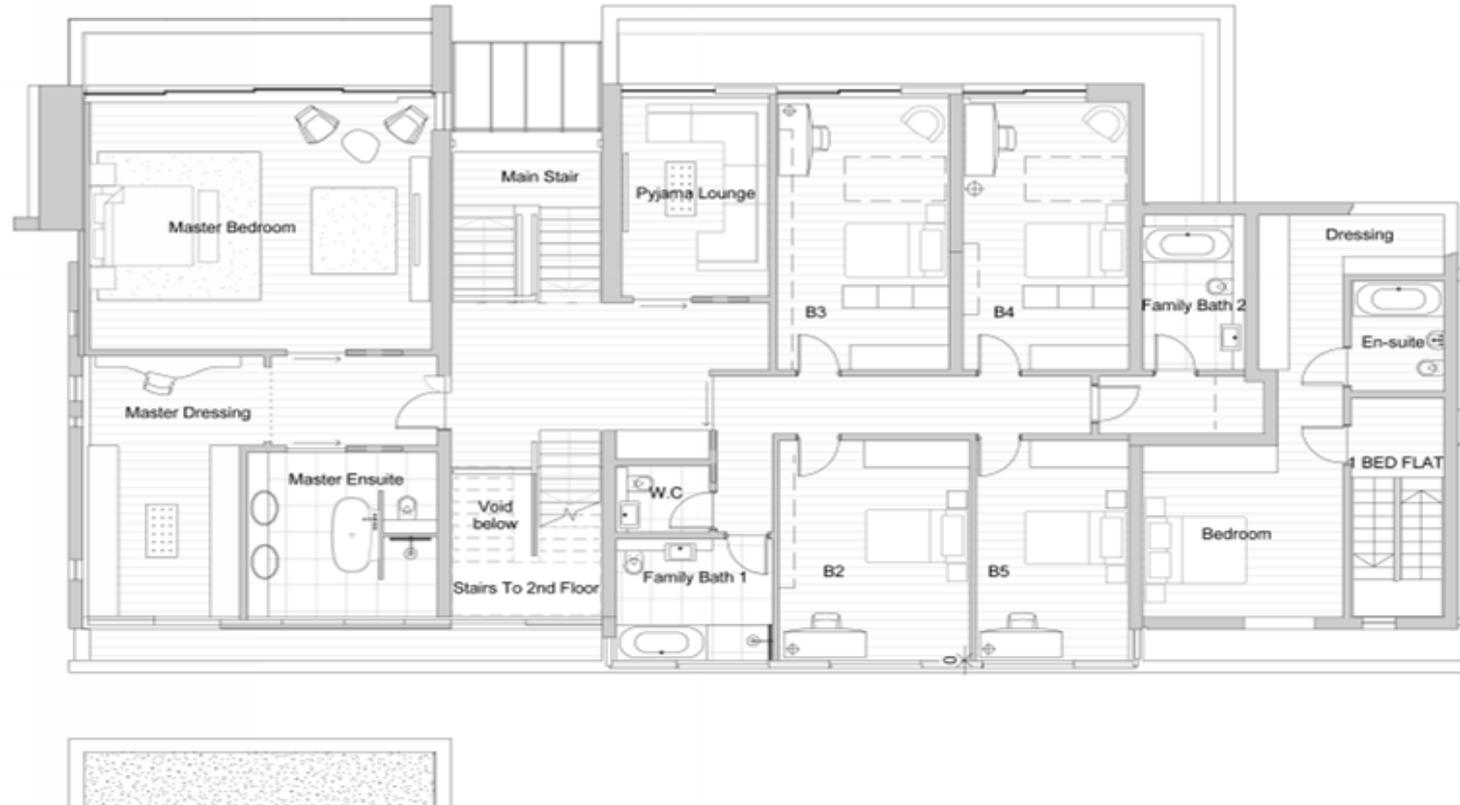 Main Stair
Pyjama Lounge
Master Bedroom
Dressing
B3
B4
Family Bath 2
En-suite
Master Dressing
1 BED FLAT
Master Ensuite
W.C
Void
below
Bedroom
Family Bath 1
B2
B5
Stairs To 2nd Floor